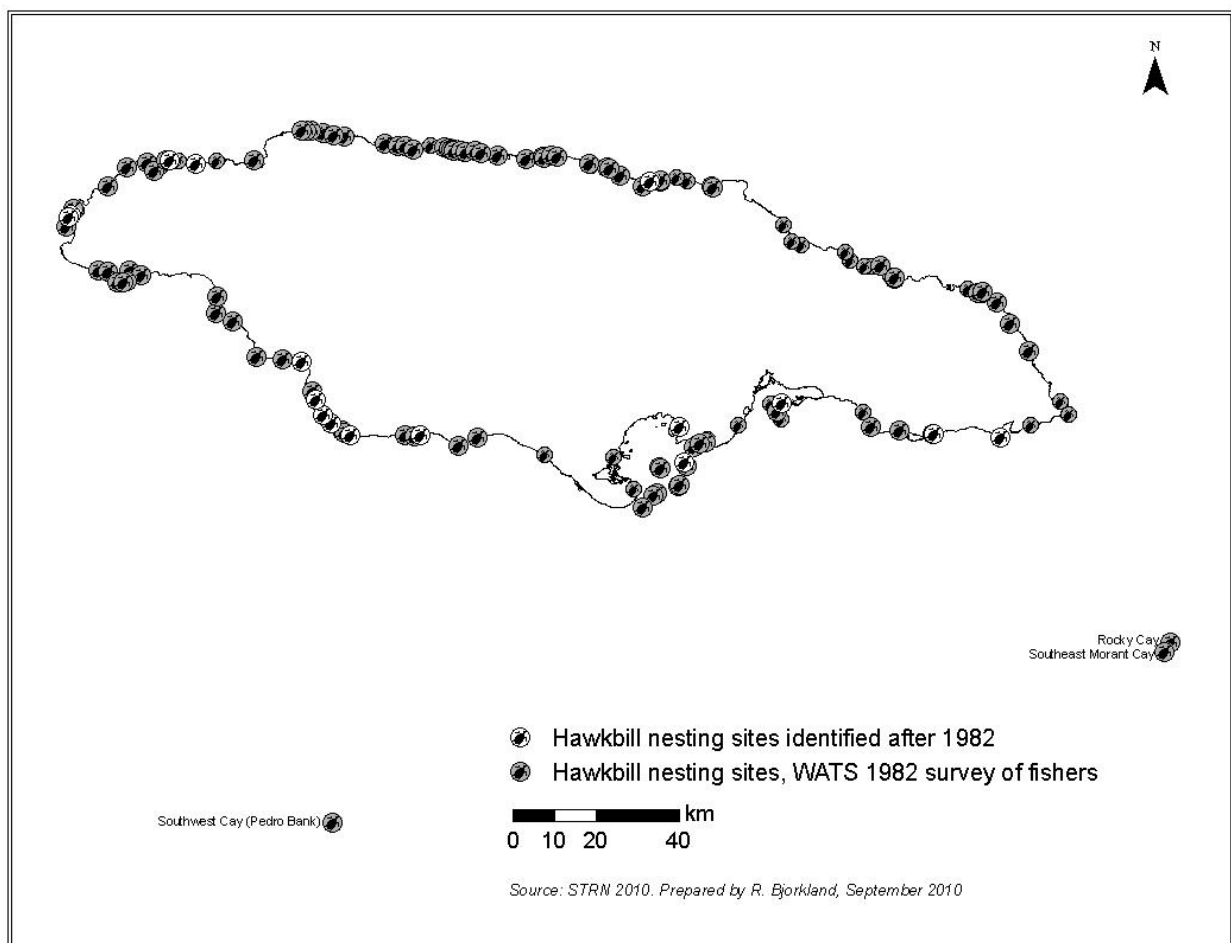 N
Rocky Cay
Southeast Morant Cay
Hawkbill nesting sites identified after 1982
Hawkbill nesting sites, WATS 1982 survey of fishers
km
0 10 20 40
Southwest Cay (Pedro Bank)
Source: STRN 2010. Prepared by R. Bjorkland, September 2010